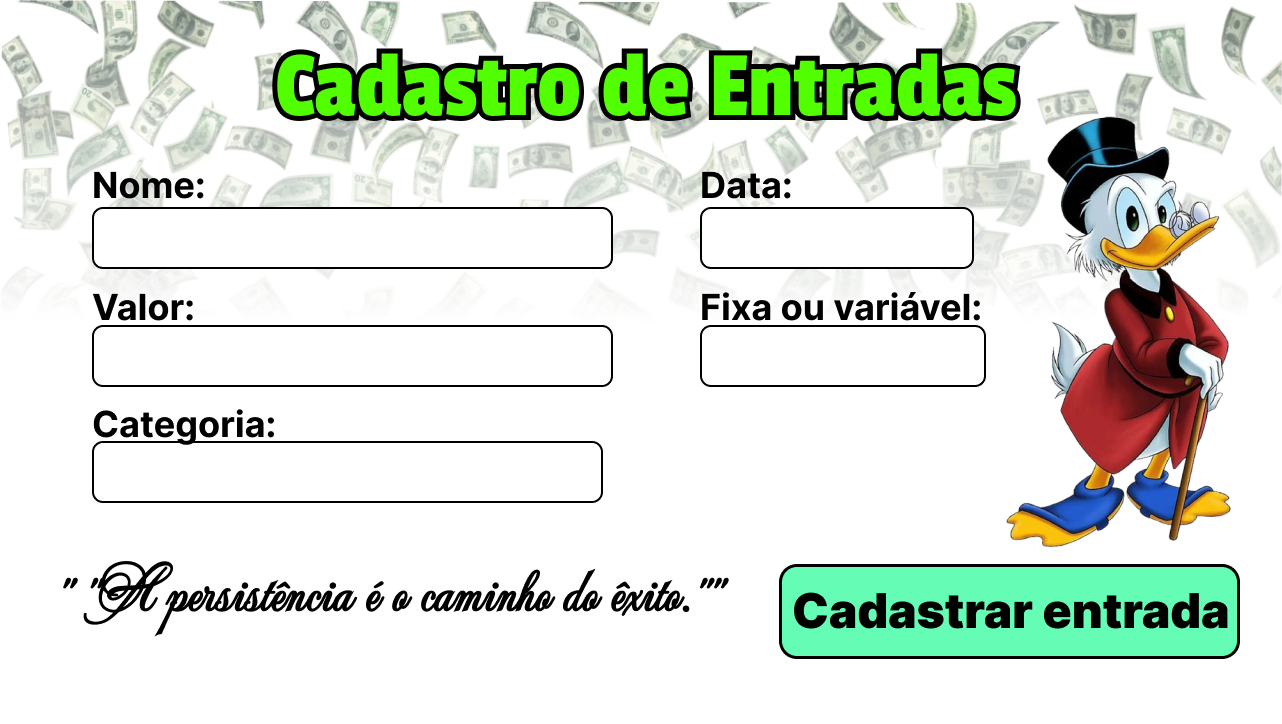 Cadastro de Entradas
Nome:
Data:
Valor:
Fixa ou variável:
Categoria:
" "A persistência é o caminho do êxito.""
Cadastrar entrada